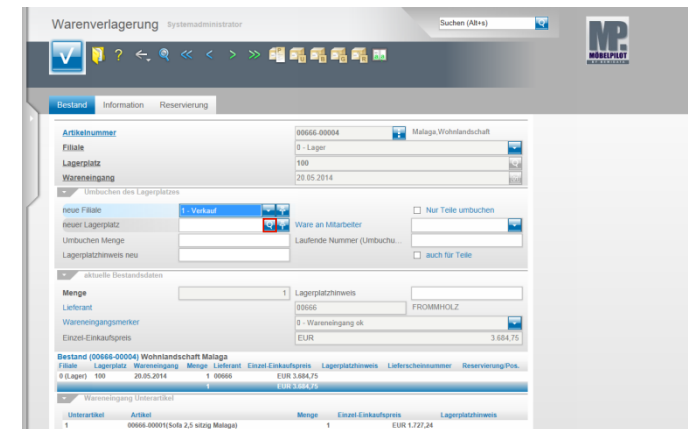 Warenverlagerung Systemadministrator Suchen (Alt+s)
MP.
MÖBELPILOT
Bestand Information Reservierung
Artikelnummer 00666-00004 Malaga,Wohnlandschaft
Filiale 0 - Lager
Lagerplatz 100
Wareneingang 20.05.2014
Umbuchen des Lagerplatzes
neue Filiale 1 - Verkauf Nur Teile umbuchen
neuer Lagerplatz Ware an Mitarbeiter
Umbuchen Menge Laufende Nummer (Umbuchu...
Lagerplatzhinweis neu auch für Teile
aktuelle Bestandsdaten
Menge 1 Lagerplatzhinweis
Lieferant 00666 FROMMHOLZ
Wareneingangsmerker 0 - Wareneingang ok
Einzel-Einkaufspreis EUR 3.684,75
Bestand (00666-00004) Wohnlandschaft Malaga
Filiale Lagerplatz Wareneingang Menge Lieferant Einzel-Einkaufspreis Lagerplatzhinweis Lieferscheinnummer Reservierung/Pos.
0 (Lager) 100 20.05.2014 1 00666 EUR 3.684,75
1 EUR 3.684,75
Wareneingang Unterartikel
Unterartikel Artikel Menge Einzel-Einkaufspreis Lagerplatzhinweis
1 00666-00001(Sofa 2,5 sitzig Malaga) 1 EUR 1.727,24